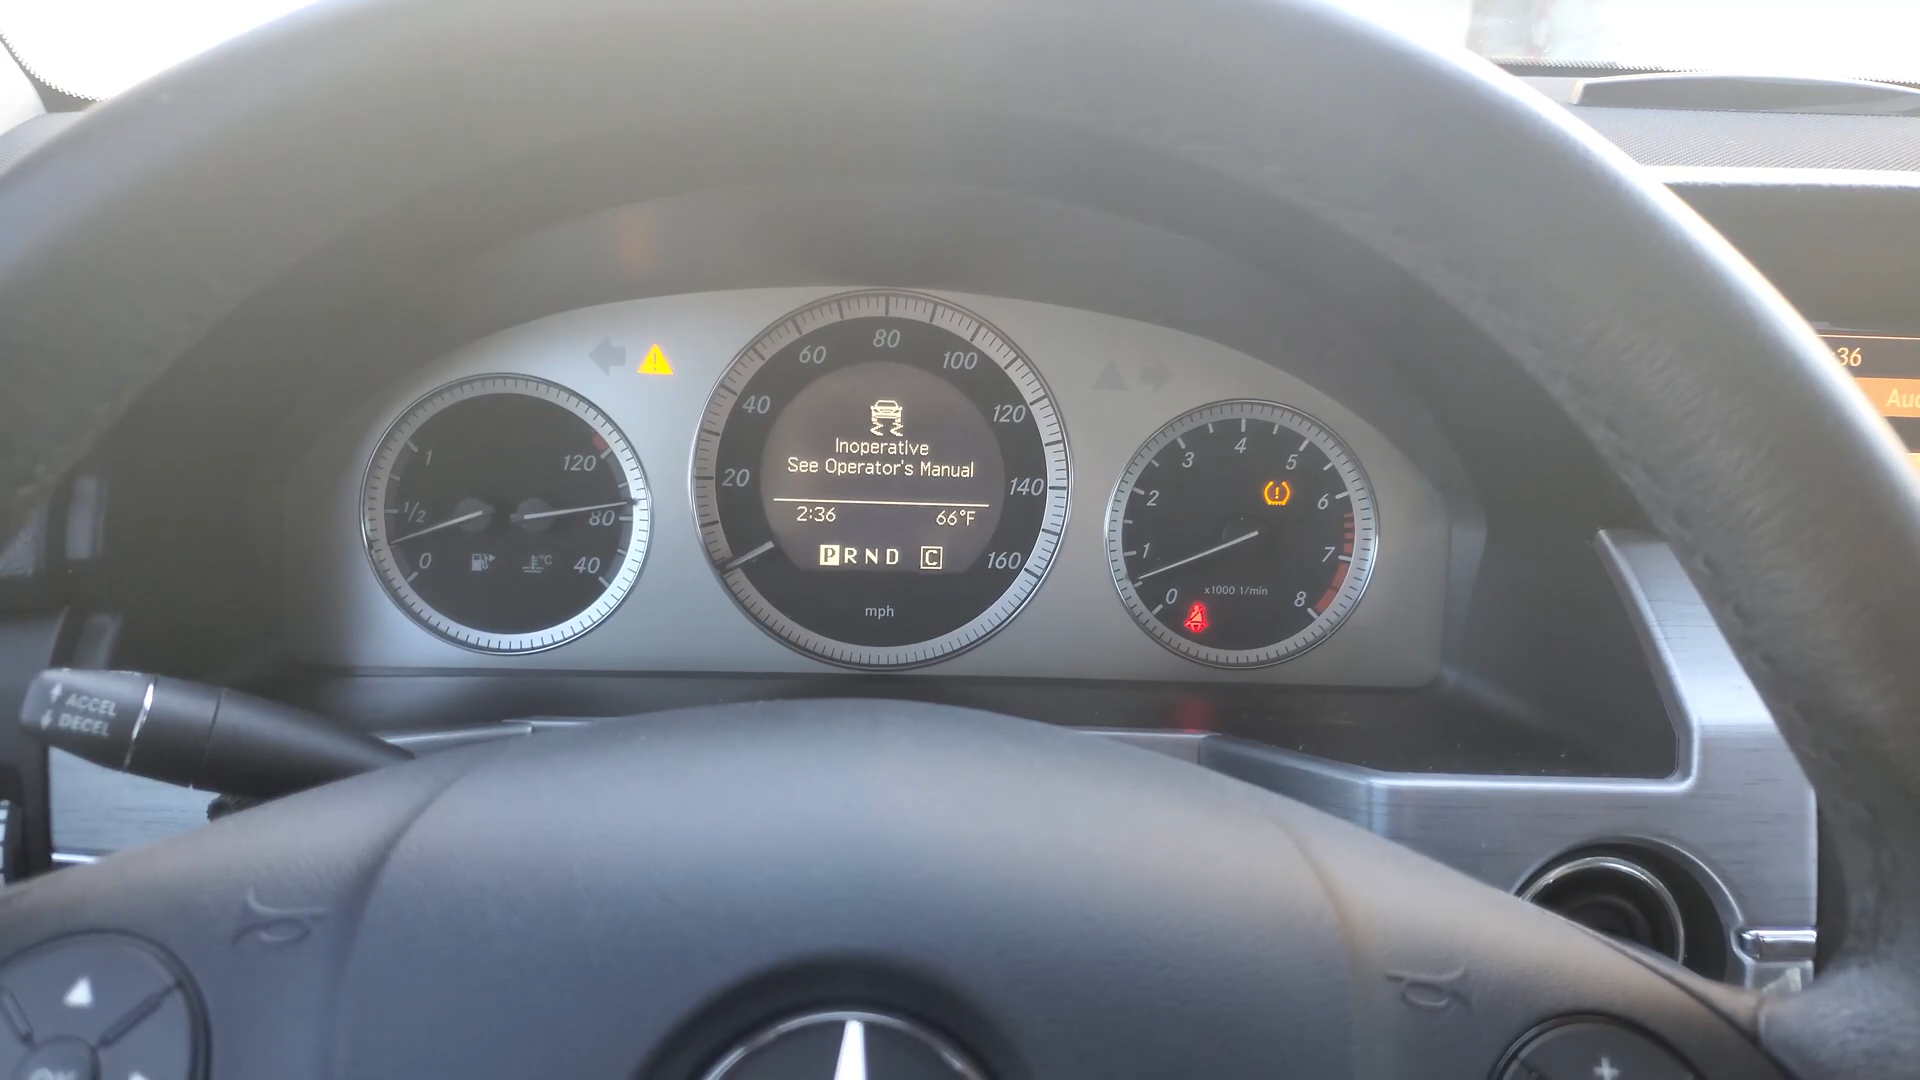 Inoperative
See Operator's Manual
2:36 66°F
P R N D C
20 40 60 80 100 120 140 160
mph
1
1/2
0
120
80
40
°C
0 1 2 3 4 5 6 7 8
x1000 1/min
ACCEL
DECEL
:36